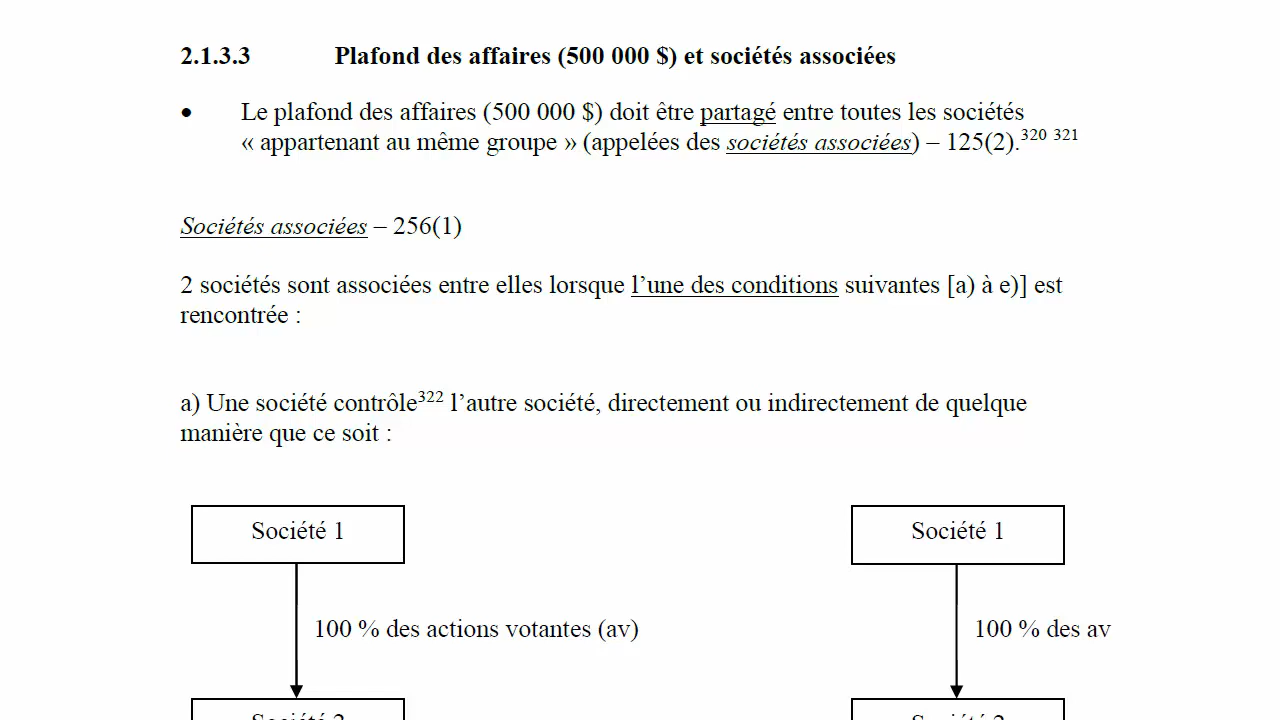 2.1.3.3 Plafond des affaires (500 000 $) et sociétés associées
• Le plafond des affaires (500 000 $) doit être partagé entre toutes les sociétés
« appartenant au même groupe » (appelées des sociétés associées) – 125(2).320 321
Sociétés associées – 256(1)
2 sociétés sont associées entre elles lorsque l’une des conditions suivantes [a) à e)] est
rencontrée :
a) Une société contrôle322 l’autre société, directement ou indirectement de quelque
manière que ce soit :
Société 1 Société 1
100 % des actions votantes (av) 100 % des av